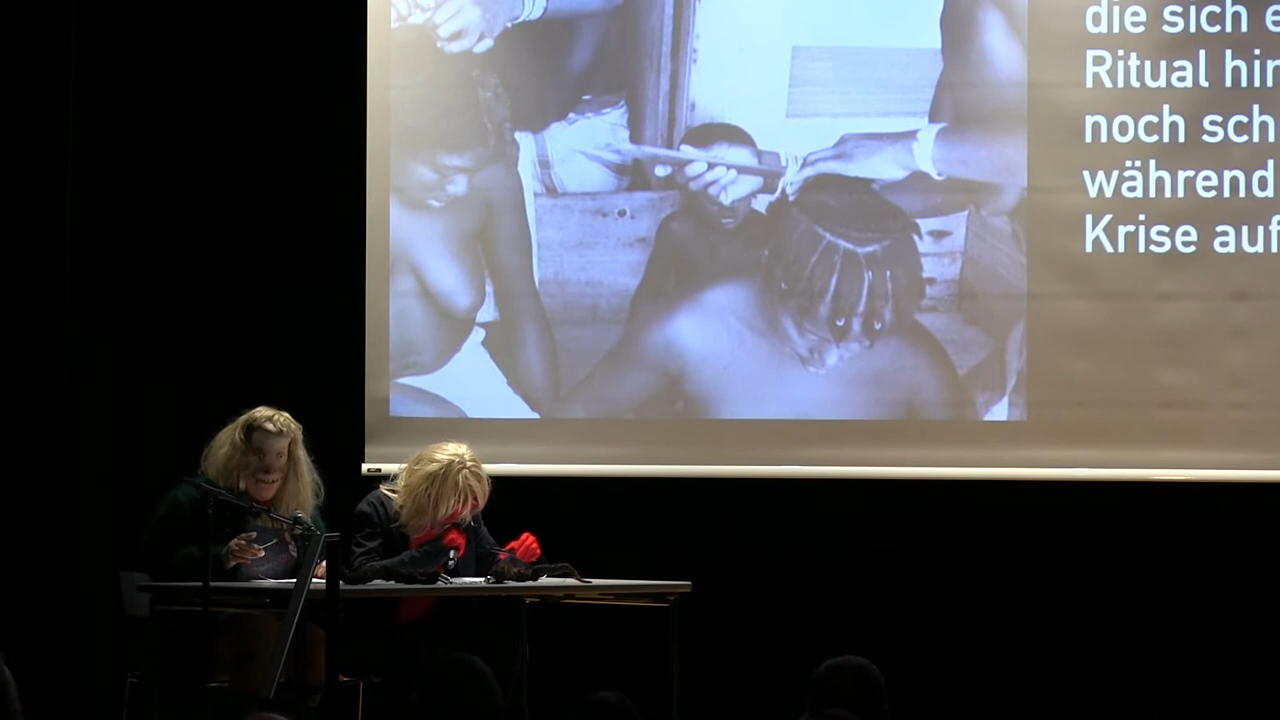 die sich e
Ritual hin
noch sch
während
Krise auf